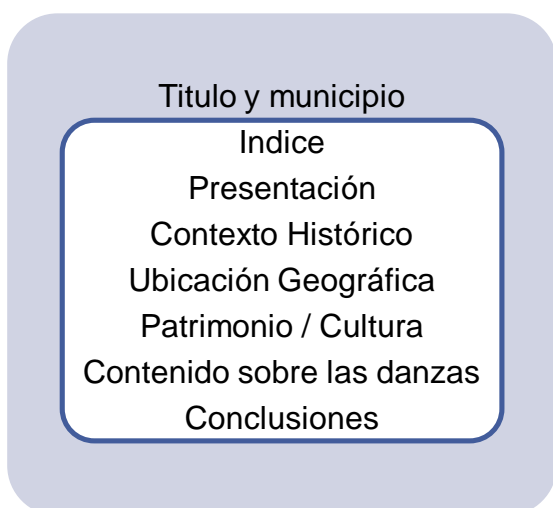 Titulo y municipio
Indice
Presentación
Contexto Histórico
Ubicación Geográfica
Patrimonio / Cultura
Contenido sobre las danzas
Conclusiones